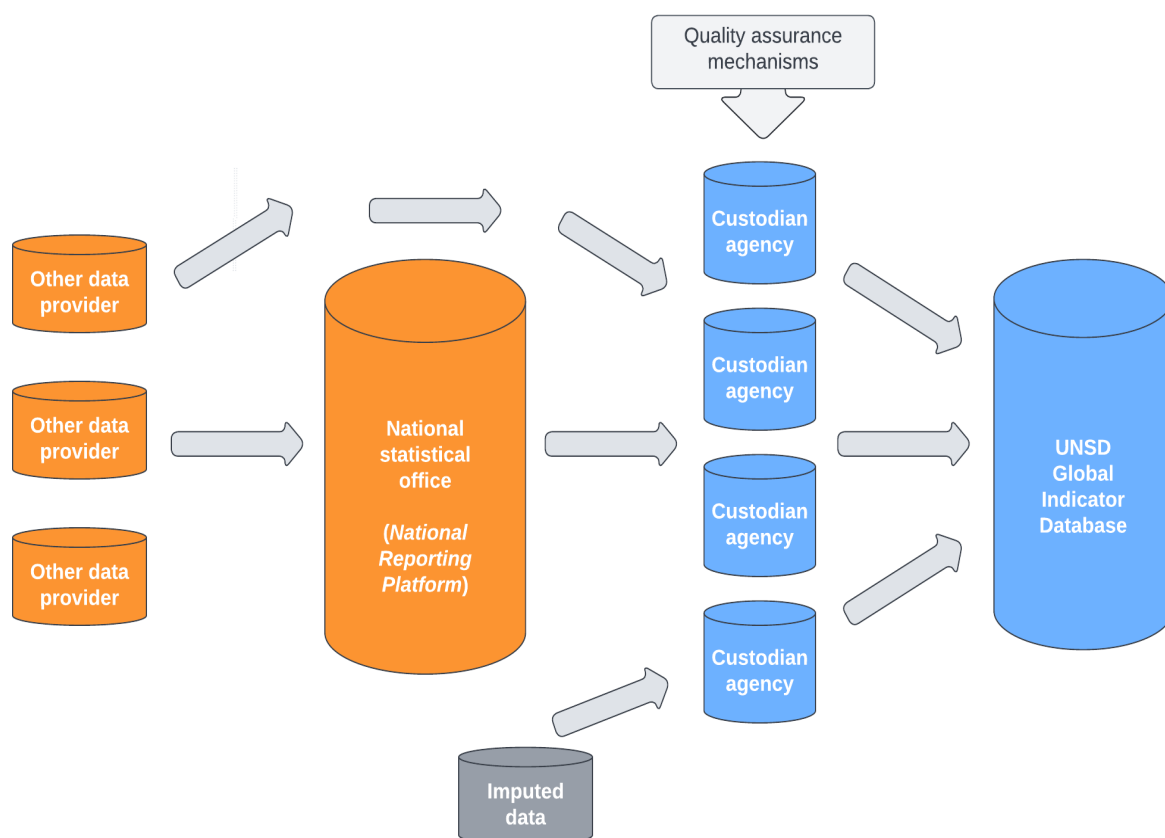 Quality assurance
mechanisms
Other data
provider
Other data
provider
Other data
provider
National
statistical
office
(National
Reporting
Platform)
Custodian
agency
Custodian
agency
Custodian
agency
Custodian
agency
UNSD
Global
Indicator
Database
Imputed
data